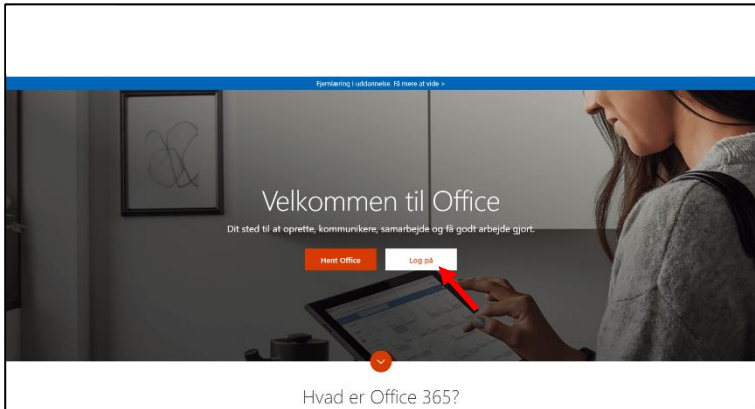 Fjernlæring i uddannelse. Få mere at vide >
Velkommen til Office
Dit sted til at oprette, kommunikere, samarbejde og få godt arbejde gjort.
Hent Office
Log på
Hvad er Office 365?